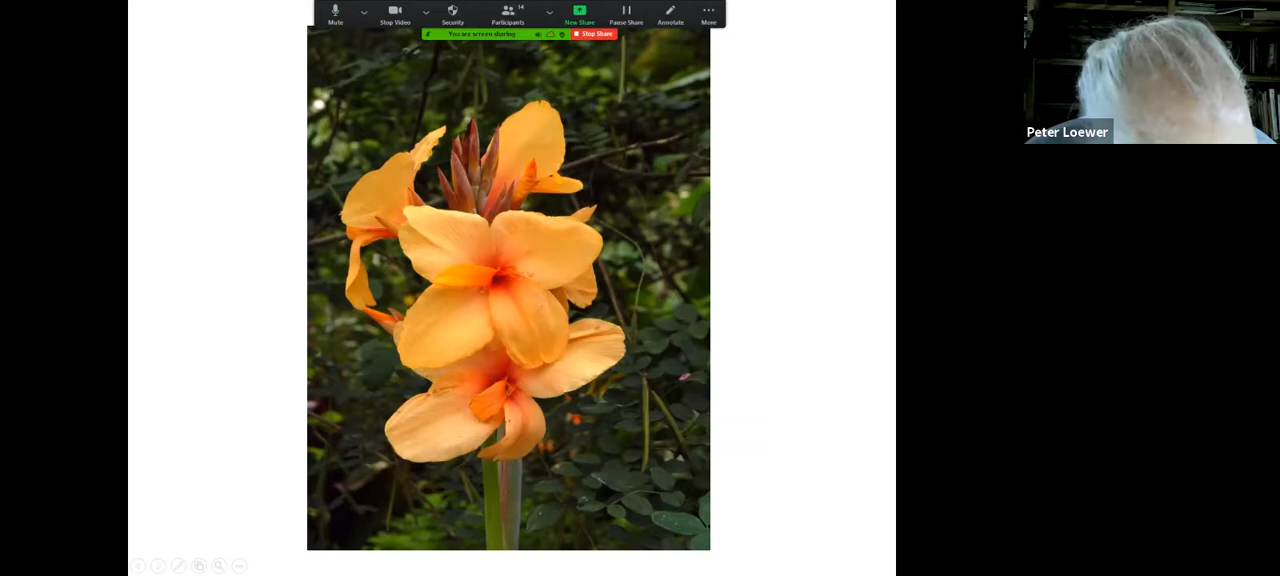 Mute
Stop Video
Security
Participants
14
New Share
Pause Share
Annotate
More
You are screen sharing
Stop Share
Peter Loewer